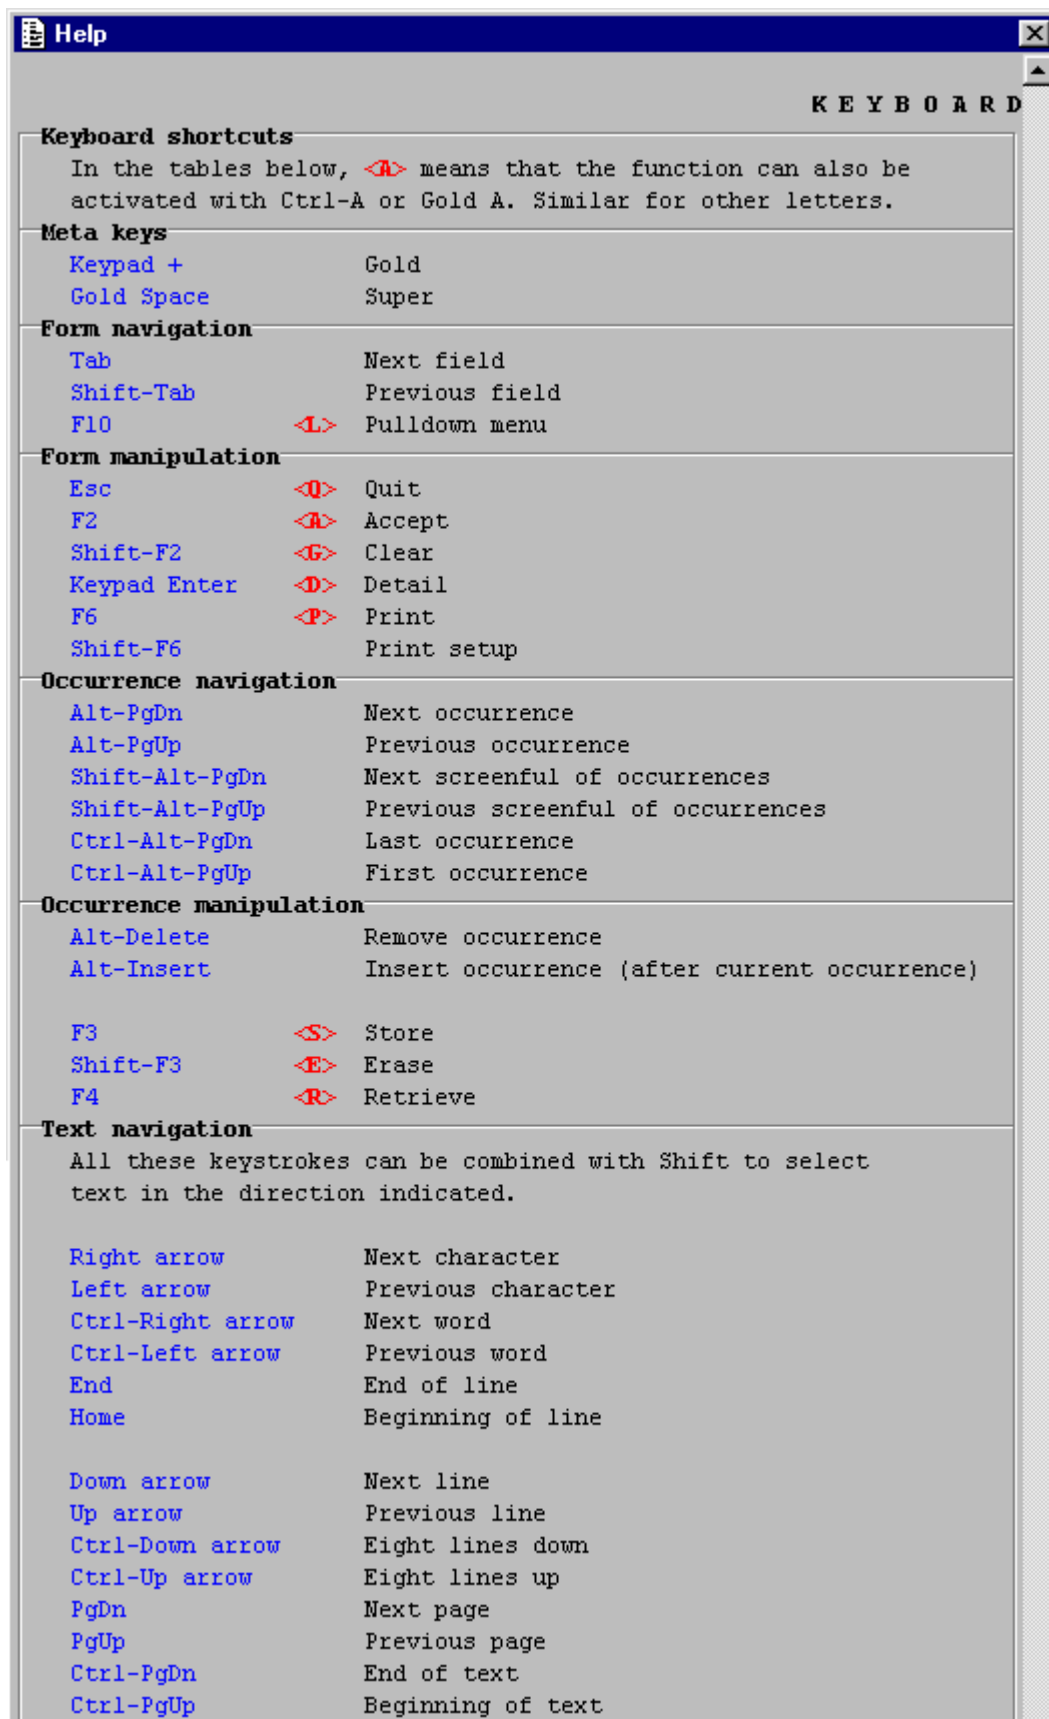 Help
K E Y B O A R D
Keyboard shortcuts
In the tables below, <A> means that the function can also be
activated with Ctrl-A or Gold A. Similar for other letters.
Meta keys
Keypad + Gold
Gold Space Super
Form navigation
Tab Next field
Shift-Tab Previous field
F10 <L> Pulldown menu
Form manipulation
Esc <Q> Quit
F2 <A> Accept
Shift-F2 <G> Clear
Keypad Enter <D> Detail
F6 <P> Print
Shift-F6 Print setup
Occurrence navigation
Alt-PgDn Next occurrence
Alt-PgUp Previous occurrence
Shift-Alt-PgDn Next screenful of occurrences
Shift-Alt-PgUp Previous screenful of occurrences
Ctrl-Alt-PgDn Last occurrence
Ctrl-Alt-PgUp First occurrence
Occurrence manipulation
Alt-Delete Remove occurrence
Alt-Insert Insert occurrence (after current occurrence)
F3 <S> Store
Shift-F3 <E> Erase
F4 <R> Retrieve
Text navigation
All these keystrokes can be combined with Shift to select
text in the direction indicated.
Right arrow Next character
Left arrow Previous character
Ctrl-Right arrow Next word
Ctrl-Left arrow Previous word
End End of line
Home Beginning of line
Down arrow Next line
Up arrow Previous line
Ctrl-Down arrow Eight lines down
Ctrl-Up arrow Eight lines up
PgDn Next page
PgUp Previous page
Ctrl-PgDn End of text
Ctrl-PgUp Beginning of text